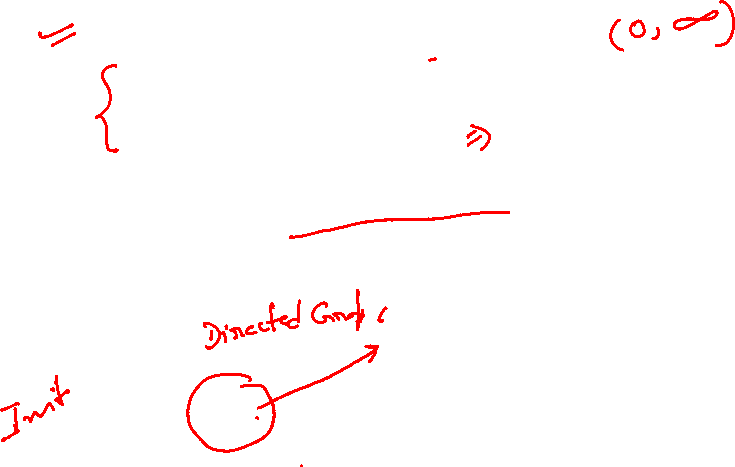 (0, ∞)
Directed Graph
Init